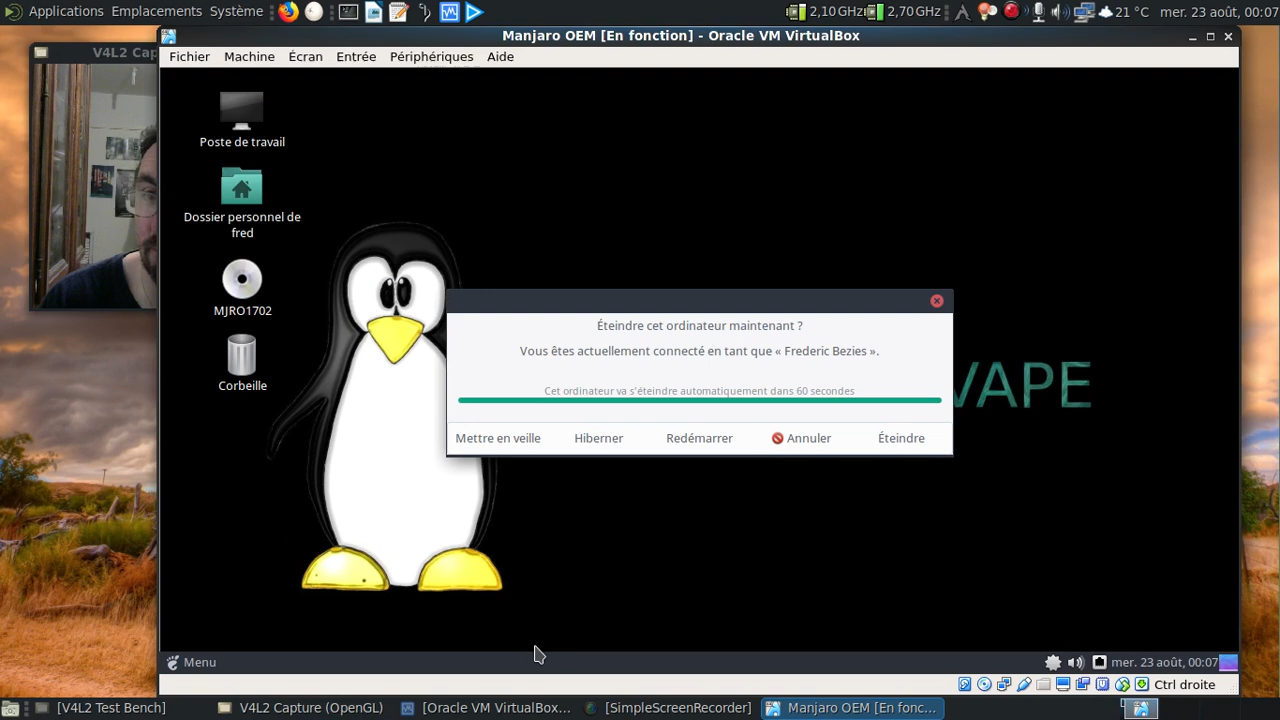 Applications Emplacements Système 2,10 GHz 2,70 GHz 21 °C mer. 23 août, 00:07
V4L2 Cap
Manjaro OEM [En fonction] - Oracle VM VirtualBox
Fichier Machine Écran Entrée Périphériques Aide
Poste de travail
Dossier personnel de
fred
MJRO1702
Corbeille
Éteindre cet ordinateur maintenant ?
Vous êtes actuellement connecté en tant que « Frederic Bezies ».
Cet ordinateur va s'éteindre automatiquement dans 60 secondes
Mettre en veille Hiberner Redémarrer Annuler Éteindre
VAPE
Menu mer. 23 août, 00:07
Ctrl droite
[V4L2 Test Bench] V4L2 Capture (OpenGL) [Oracle VM VirtualBox... [SimpleScreenRecorder] Manjaro OEM [En fonc...